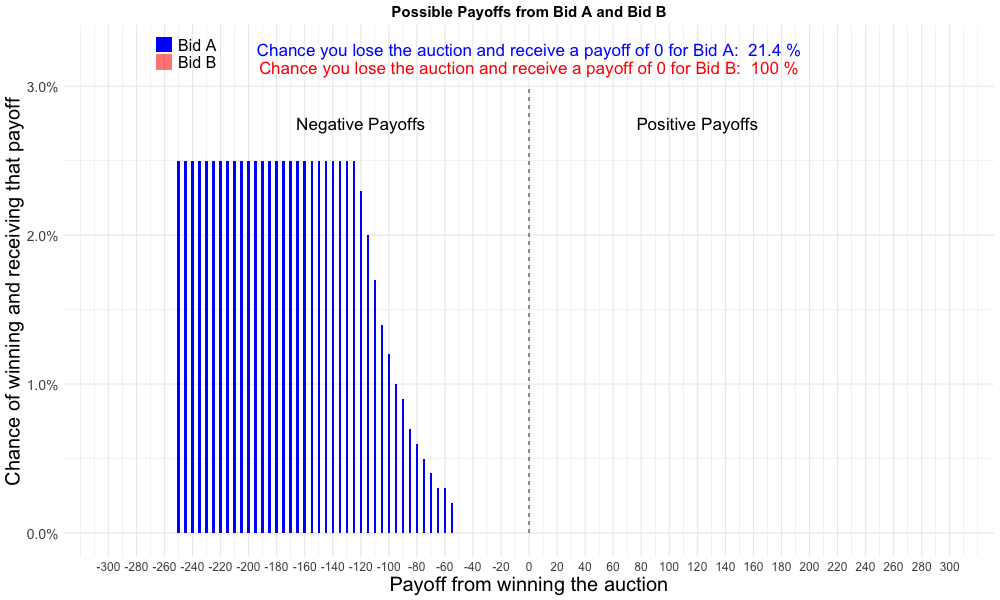 Possible Payoffs from Bid A and Bid B
Bid A
Bid B
Chance you lose the auction and receive a payoff of 0 for Bid A:  21.4 %
Chance you lose the auction and receive a payoff of 0 for Bid B:  100 %
Negative Payoffs
Positive Payoffs
Chance of winning and receiving that payoff
3.0%
2.0%
1.0%
0.0%
-300 -280 -260 -240 -220 -200 -180 -160 -140 -120 -100 -80 -60 -40 -20 0 20 40 60 80 100 120 140 160 180 200 220 240 260 280 300
Payoff from winning the auction